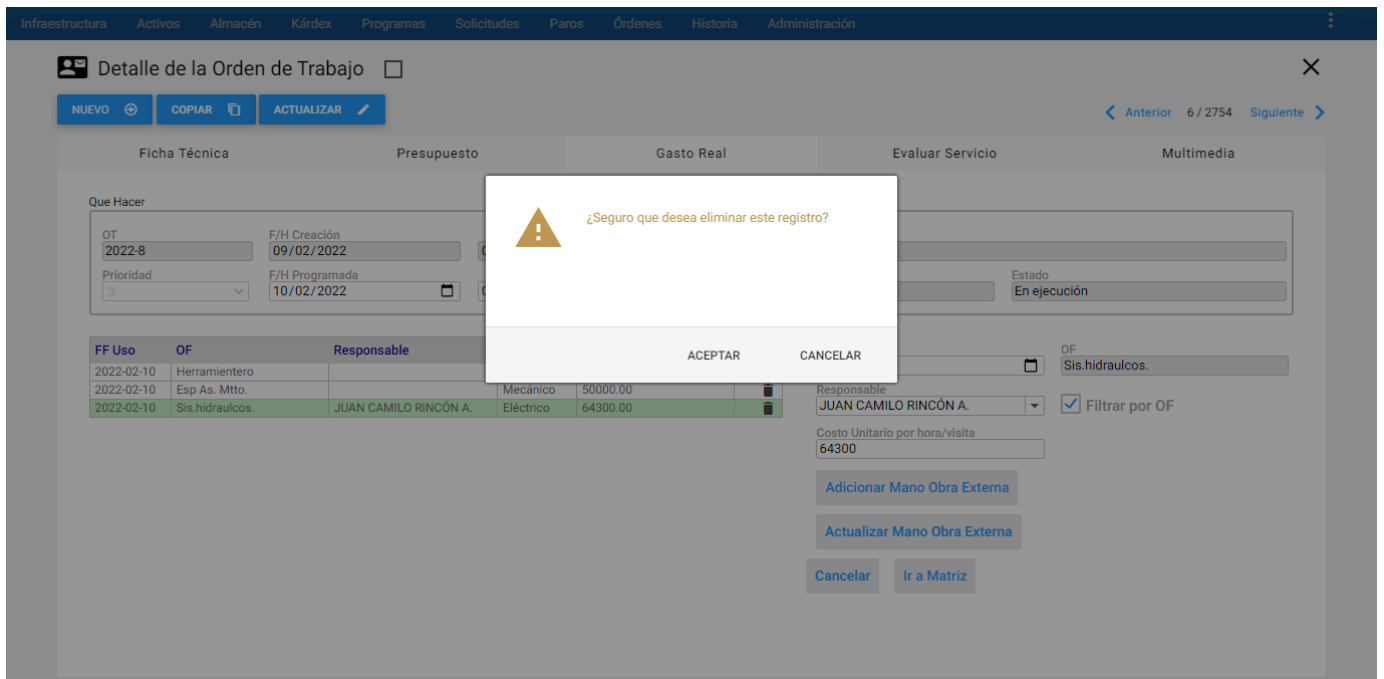 Infraestructura Activos Almacén Kárdex Programas Solicitudes Paros Órdenes Historia Administración
Detalle de la Orden de Trabajo
NUEVO COPIAR ACTUALIZAR
Anterior 6 / 2754 Siguiente
Ficha Técnica Presupuesto Gasto Real Evaluar Servicio Multimedia
¿Seguro que desea eliminar este registro?
ACEPTAR CANCELAR
Que Hacer
OT F/H Creación
2022-8 09/02/2022
Prioridad F/H Programada Estado
3 10/02/2022 En ejecución
FF Uso OF Responsable
2022-02-10 Herramientero
2022-02-10 Esp As. Mtto. Mecánico 50000.00
2022-02-10 Sis.hidraulcos. JUAN CAMILO RINCÓN A. Eléctrico 64300.00
OF
Sis.hidraulcos.
Responsable
JUAN CAMILO RINCÓN A. Filtrar por OF
Costo Unitario por hora/visita
64300
Adicionar Mano Obra Externa
Actualizar Mano Obra Externa
Cancelar Ir a Matriz